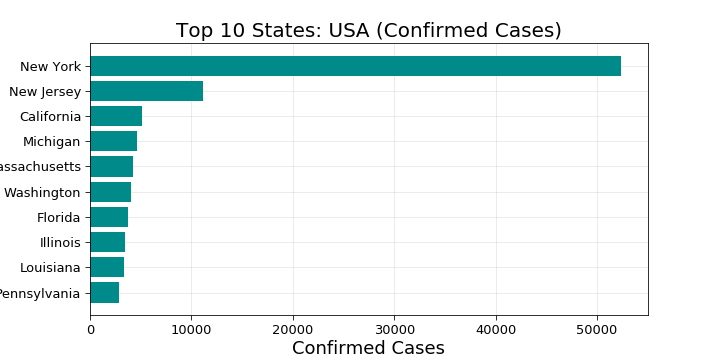 Top 10 States: USA (Confirmed Cases)
New York
New Jersey
California
Michigan
assachusetts
Washington
Florida
Illinois
Louisiana
Pennsylvania
0 10000 20000 30000 40000 50000
Confirmed Cases